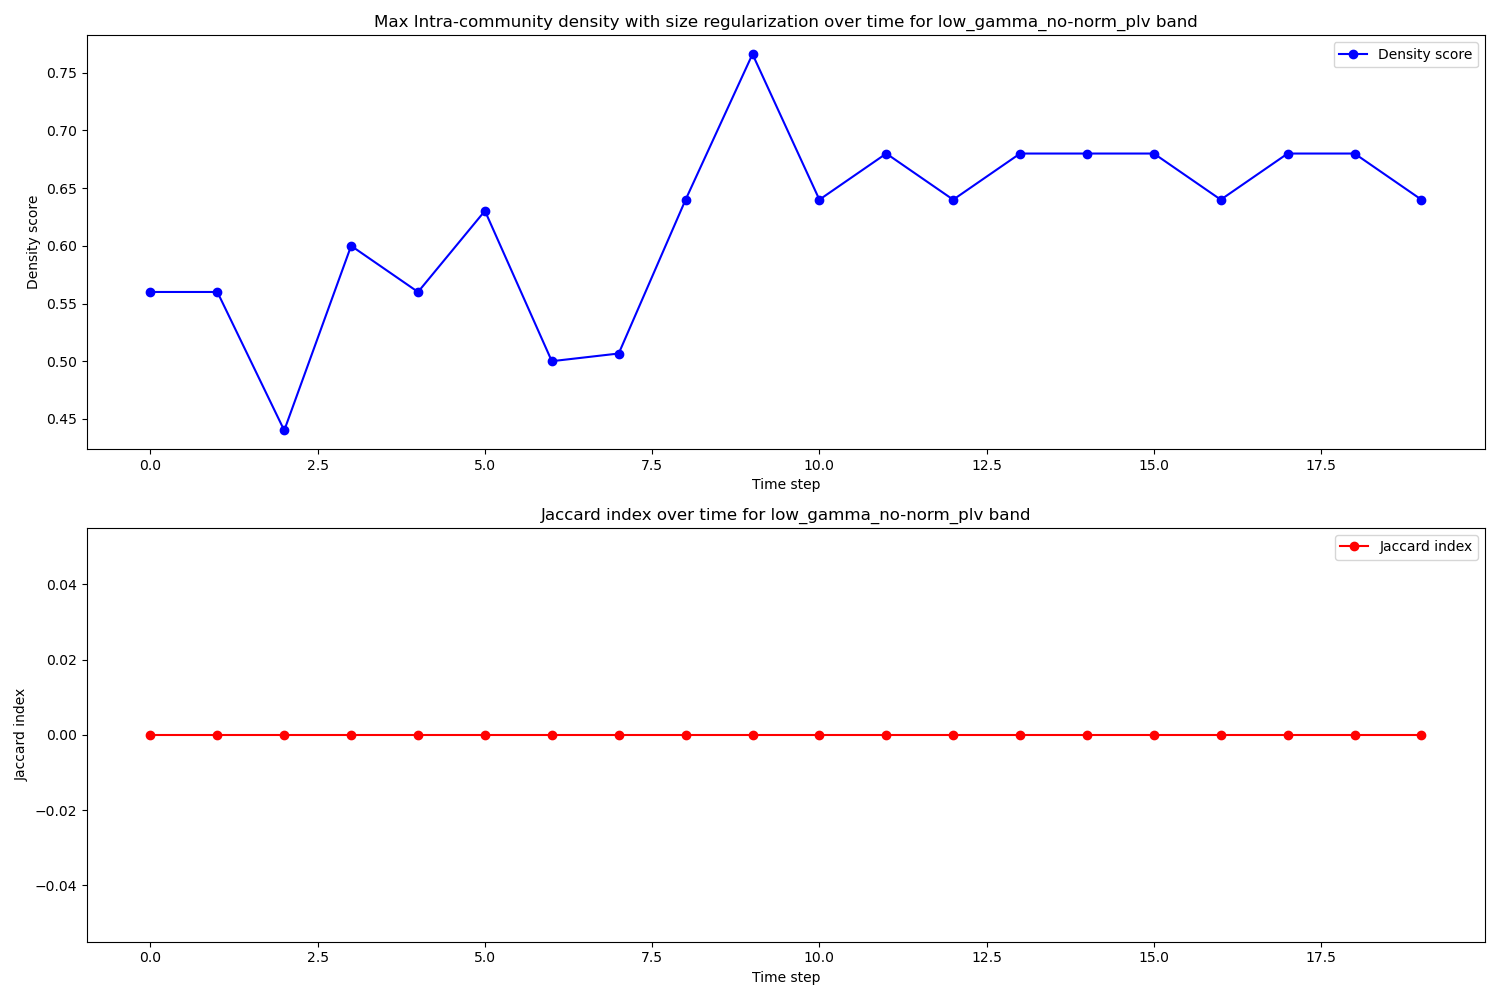 Max Intra-community density with size regularization over time for low_gamma_no-norm_plv band
Density score
0.75
0.70
0.65
0.60
0.55
0.50
0.45
Density score
0.0 2.5 5.0 7.5 10.0 12.5 15.0 17.5
Time step
Jaccard index over time for low_gamma_no-norm_plv band
Jaccard index
0.04
0.02
0.00
−0.02
−0.04
Jaccard index
0.0 2.5 5.0 7.5 10.0 12.5 15.0 17.5
Time step